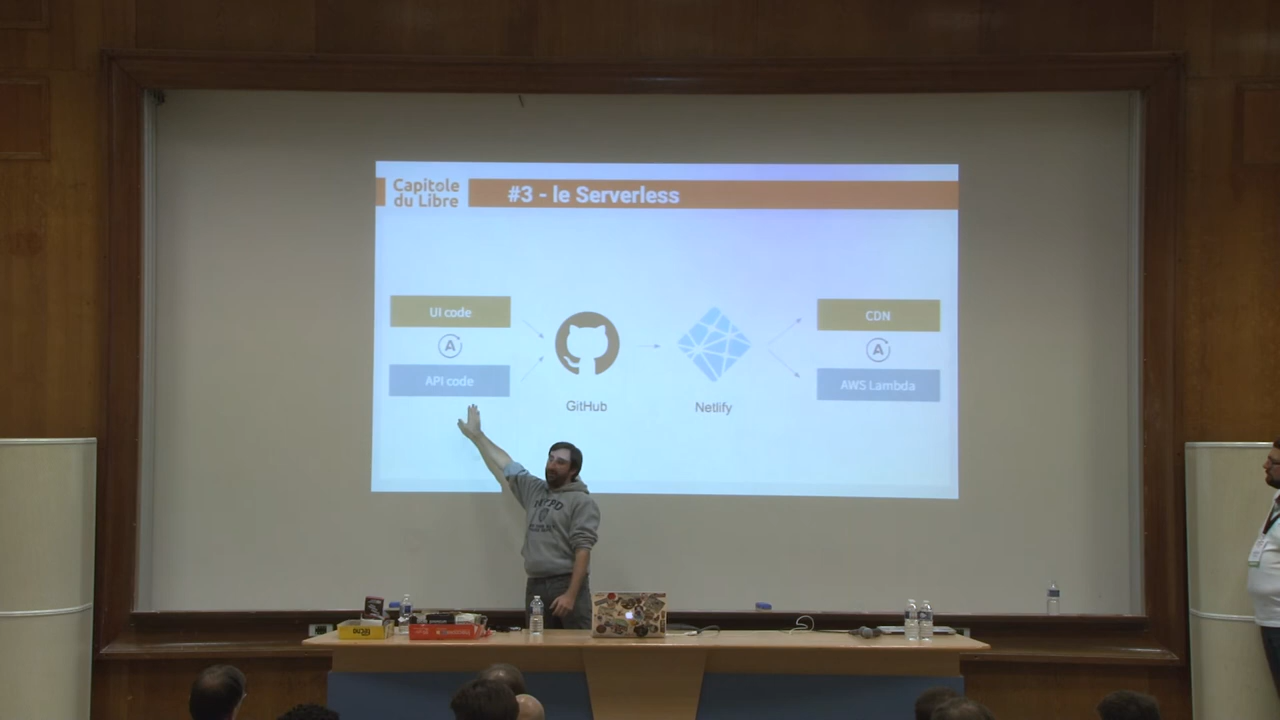 Capitole
du Libre
#3 - le Serverless
UI code
A
API code
GitHub
Netlify
CDN
A
AWS Lambda